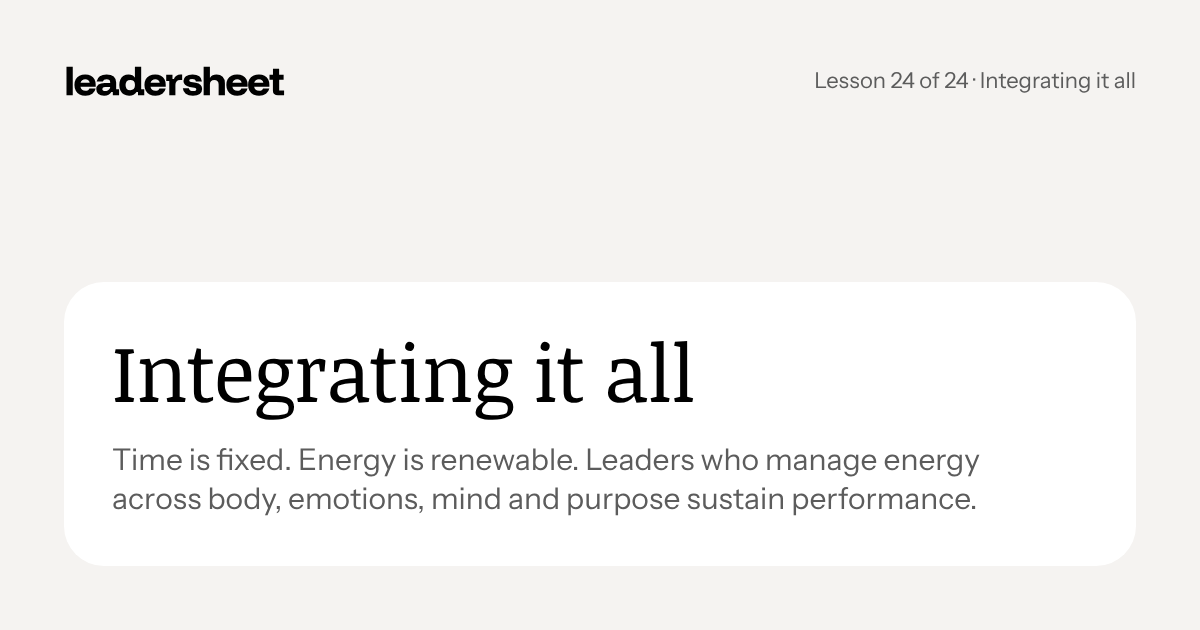 leadersheet
Lesson 24 of 24 · Integrating it all
Integrating it all
Time is fixed. Energy is renewable. Leaders who manage energy
across body, emotions, mind and purpose sustain performance.